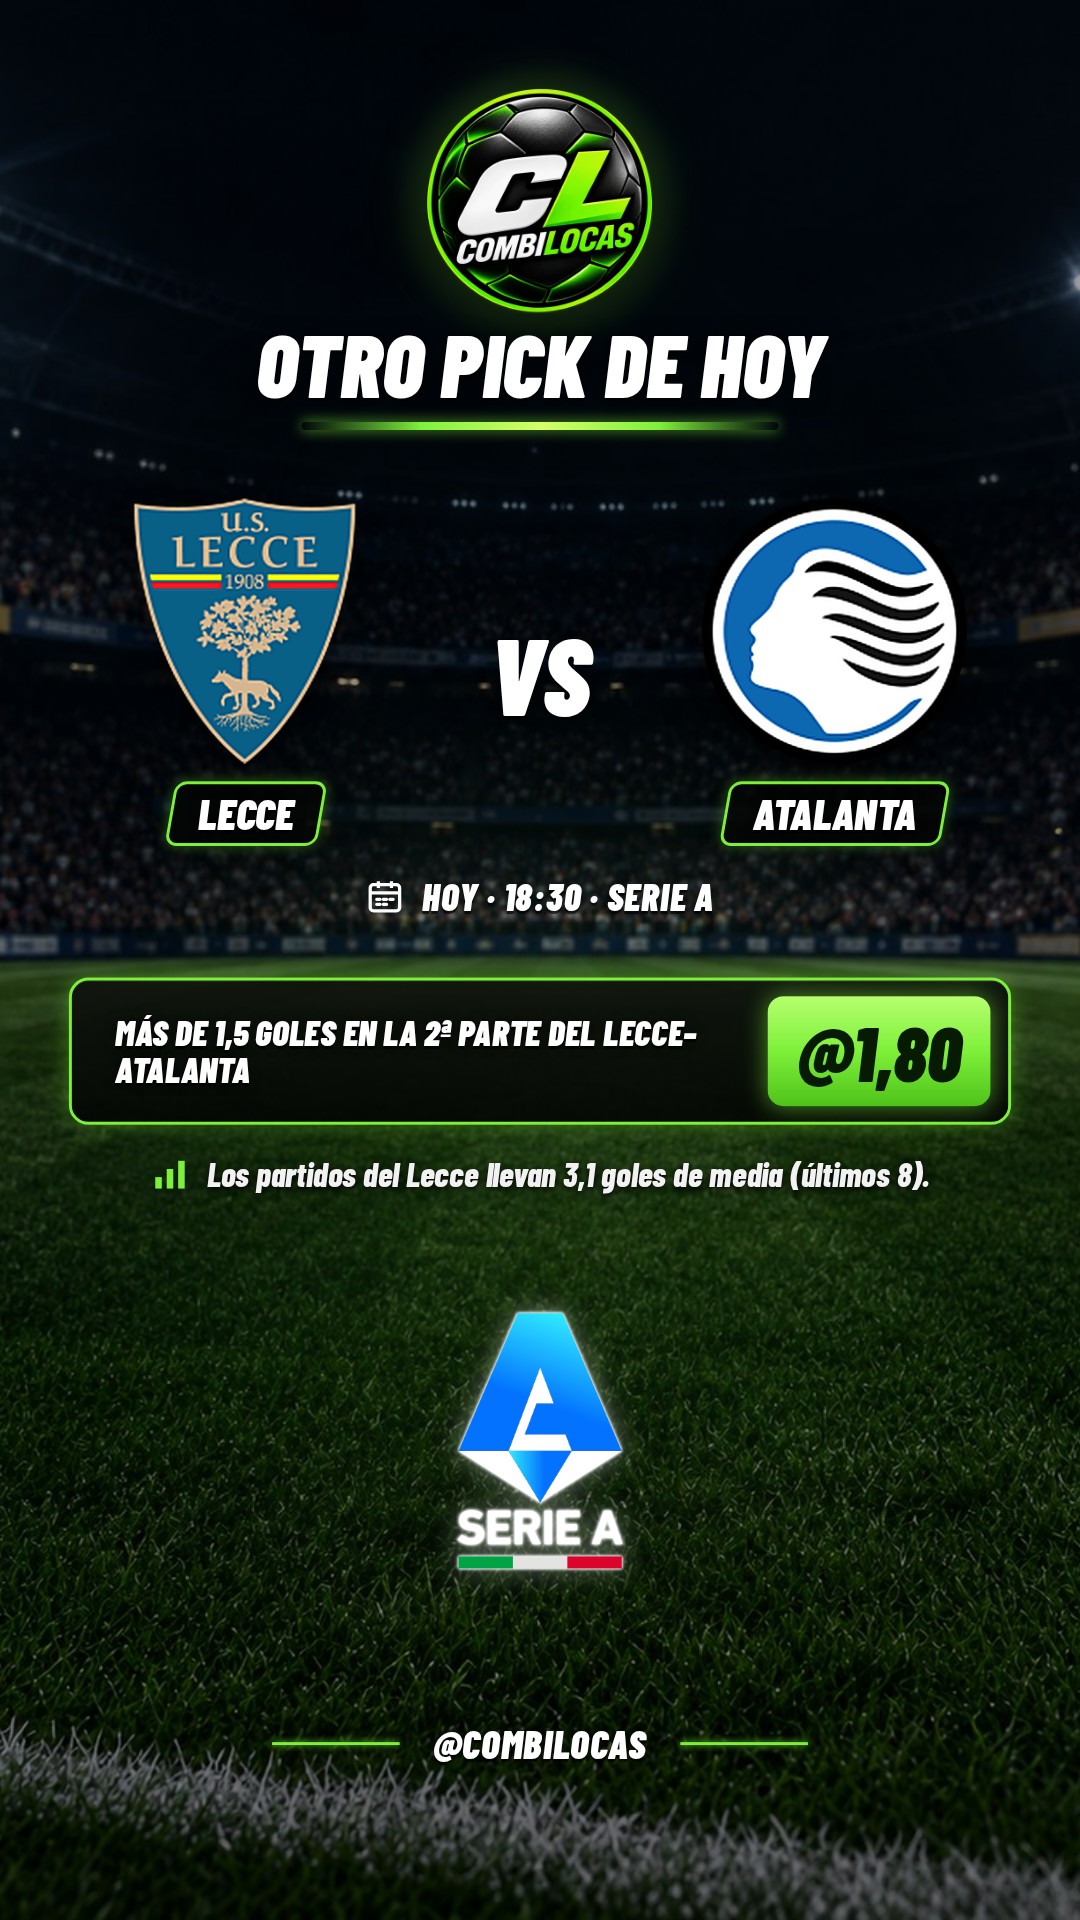 CL
COMBILOCAS
OTRO PICK DE HOY
U.S.
LECCE
1908
VS
LECCE
ATALANTA
HOY · 18:30 · SERIE A
MÁS DE 1,5 GOLES EN LA 2ª PARTE DEL LECCE-
ATALANTA
@1,80
Los partidos del Lecce llevan 3,1 goles de media (últimos 8).
SERIE A
@COMBILOCAS